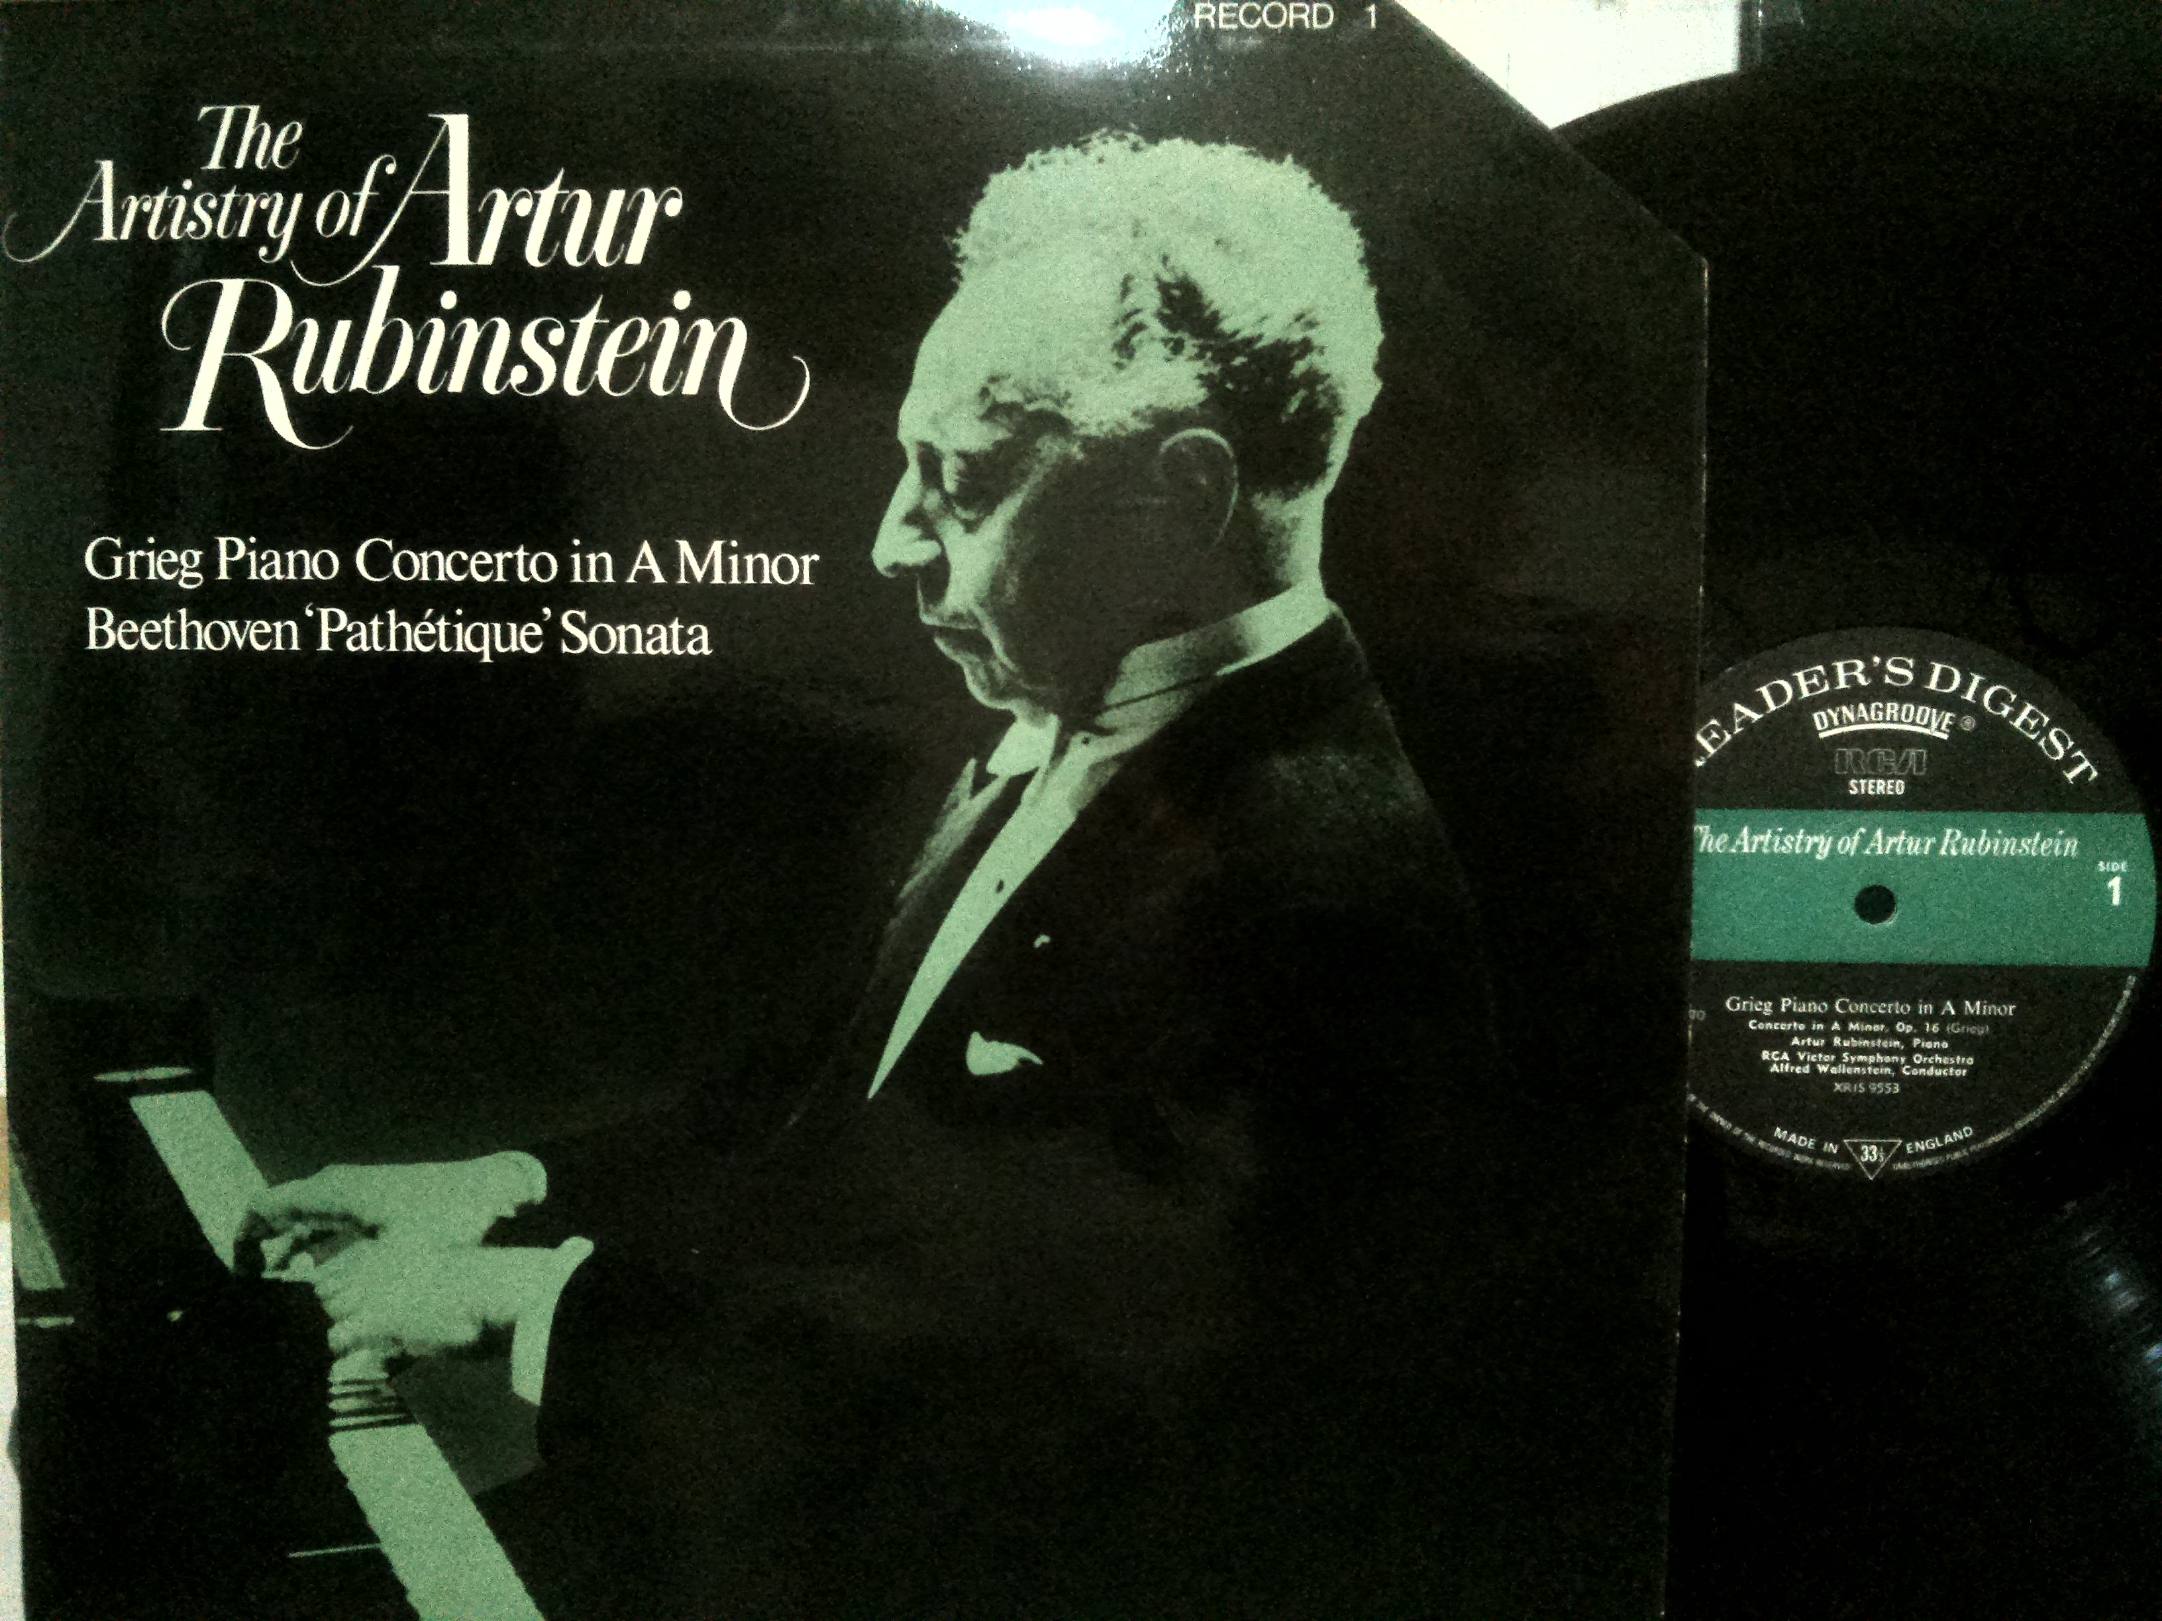 RECORD 1
The
Artistry of Artur
Rubinstein
Grieg Piano Concerto in A Minor
Beethoven ‘Pathétique’ Sonata
EADER'S DIGEST
DYNAGROOVE ®
RCA
STEREO
The Artistry of Artur Rubinstein
SIDE
1
Grieg Piano Concerto in A Minor
Concerto in A Minor, Op. 16 (Grieg)
Artur Rubinstein, Piano
RCA Victor Symphony Orchestra
Alfred Wallenstein, Conductor
XRIS 9553
MADE IN 33⅓ ENGLAND